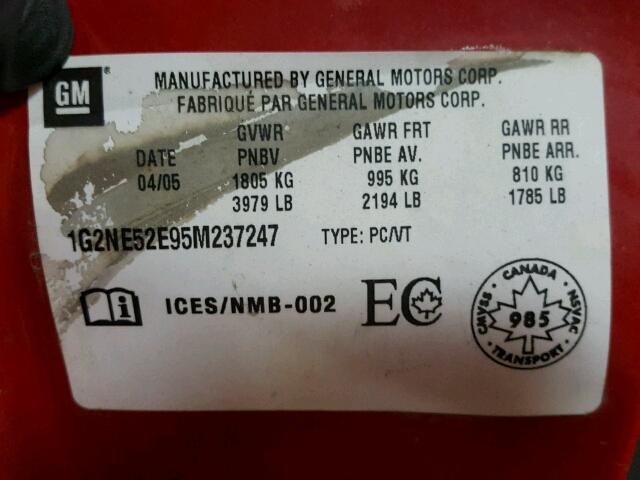 GM ®
MANUFACTURED BY GENERAL MOTORS CORP.
FABRIQUÉ PAR GENERAL MOTORS CORP.
GVWR GAWR FRT GAWR RR
DATE PNBV PNBE AV. PNBE ARR.
04/05 1805 KG 995 KG 810 KG
3979 LB 2194 LB 1785 LB
1G2NE52E95M237247 TYPE: PC/VT
i ICES/NMB-002 EC
CANADA
CMVSS 985 NSVAC
TRANSPORT